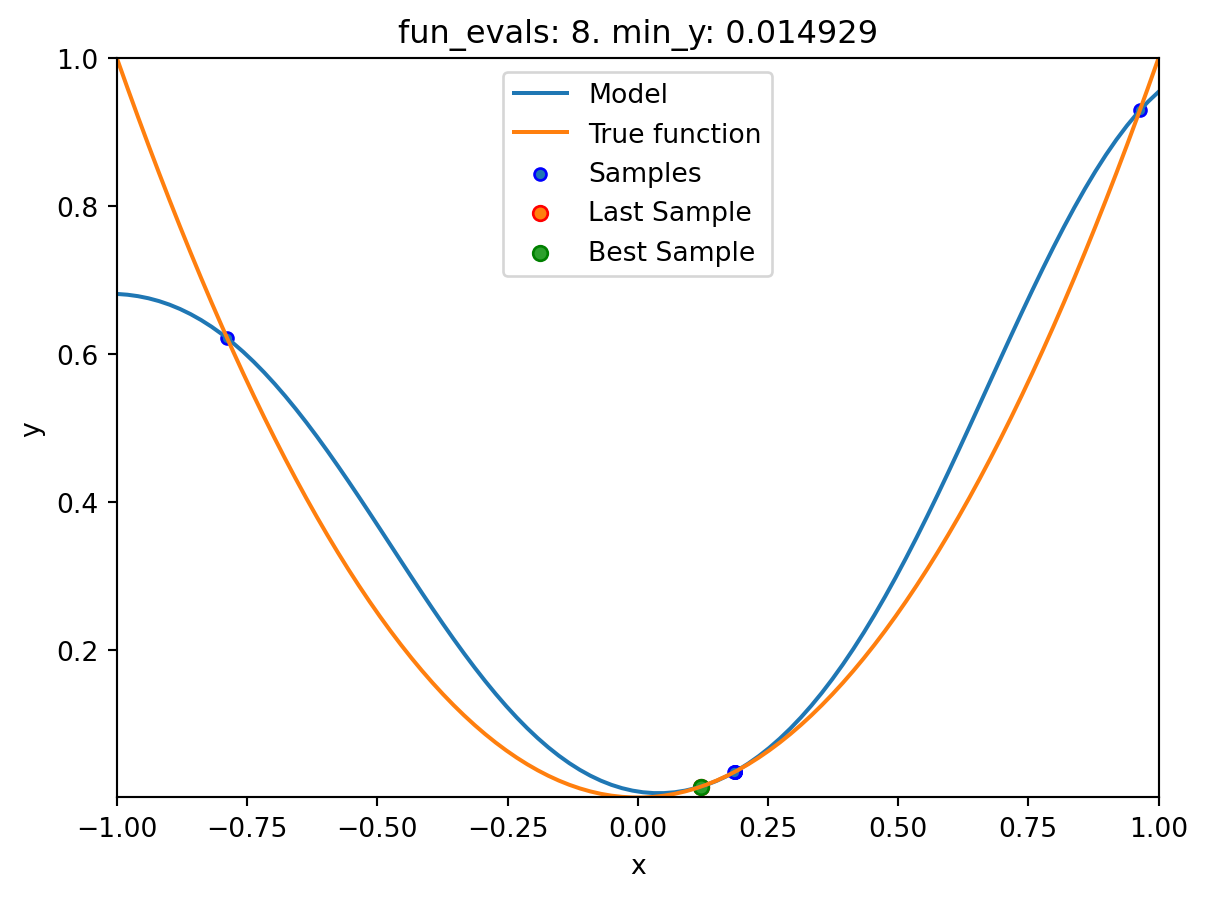 fun_evals: 8. min_y: 0.014929
1.0
0.8
0.6
0.4
0.2
y
Model
True function
Samples
Last Sample
Best Sample
−1.00 −0.75 −0.50 −0.25 0.00 0.25 0.50 0.75 1.00
x